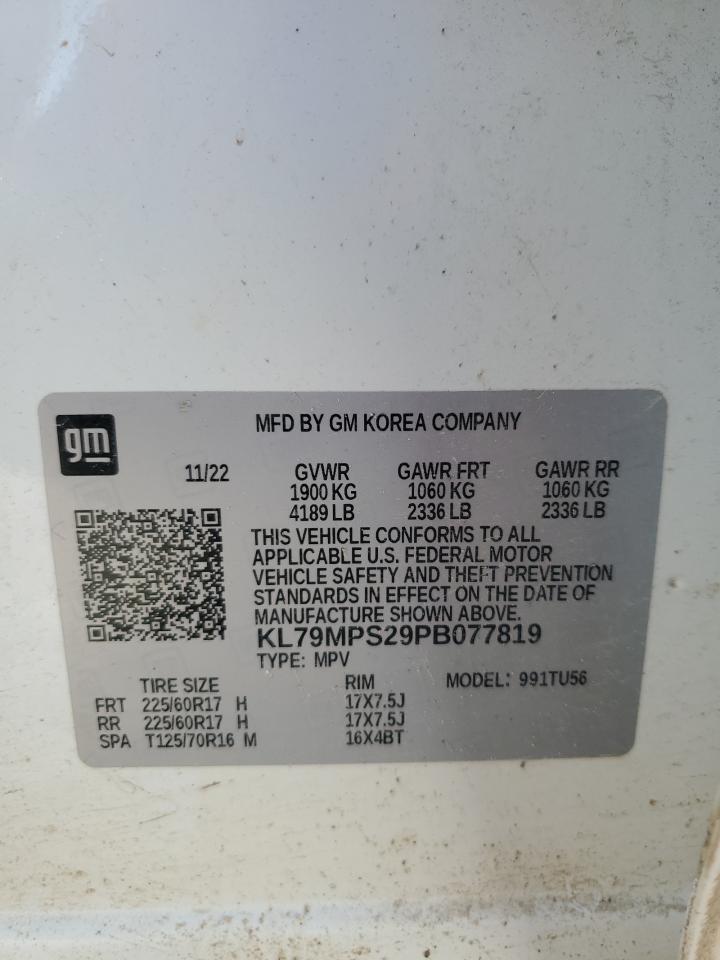 gm
MFD BY GM KOREA COMPANY
11/22 GVWR GAWR FRT GAWR RR
1900 KG 1060 KG 1060 KG
4189 LB 2336 LB 2336 LB
THIS VEHICLE CONFORMS TO ALL
APPLICABLE U.S. FEDERAL MOTOR
VEHICLE SAFETY AND THEFT PREVENTION
STANDARDS IN EFFECT ON THE DATE OF
MANUFACTURE SHOWN ABOVE.
KL79MPS29PB077819
TYPE: MPV
TIRE SIZE RIM MODEL: 991TU56
FRT 225/60R17 H 17X7.5J
RR 225/60R17 H 17X7.5J
SPA T125/70R16 M 16X4BT